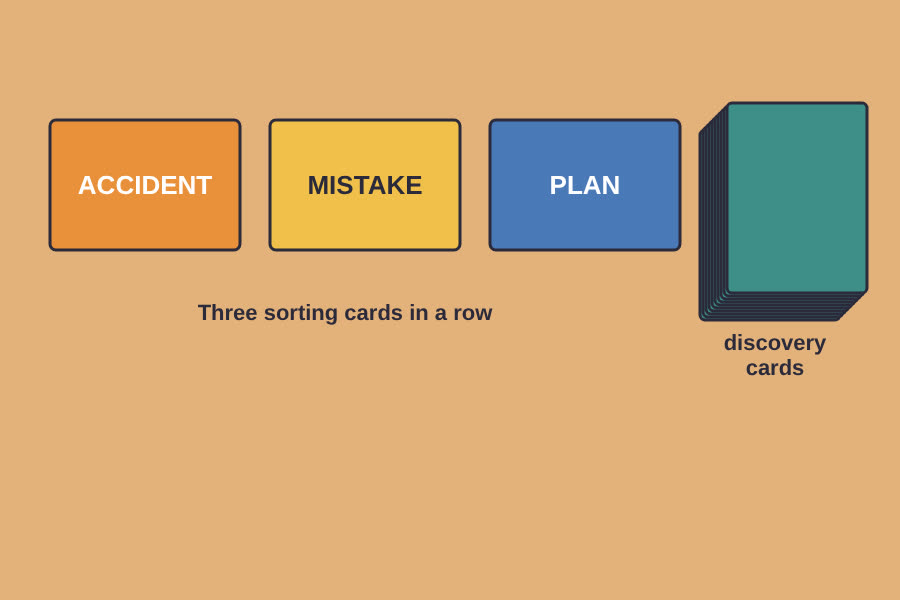 ACCIDENT
MISTAKE
PLAN
Three sorting cards in a row
discovery
cards